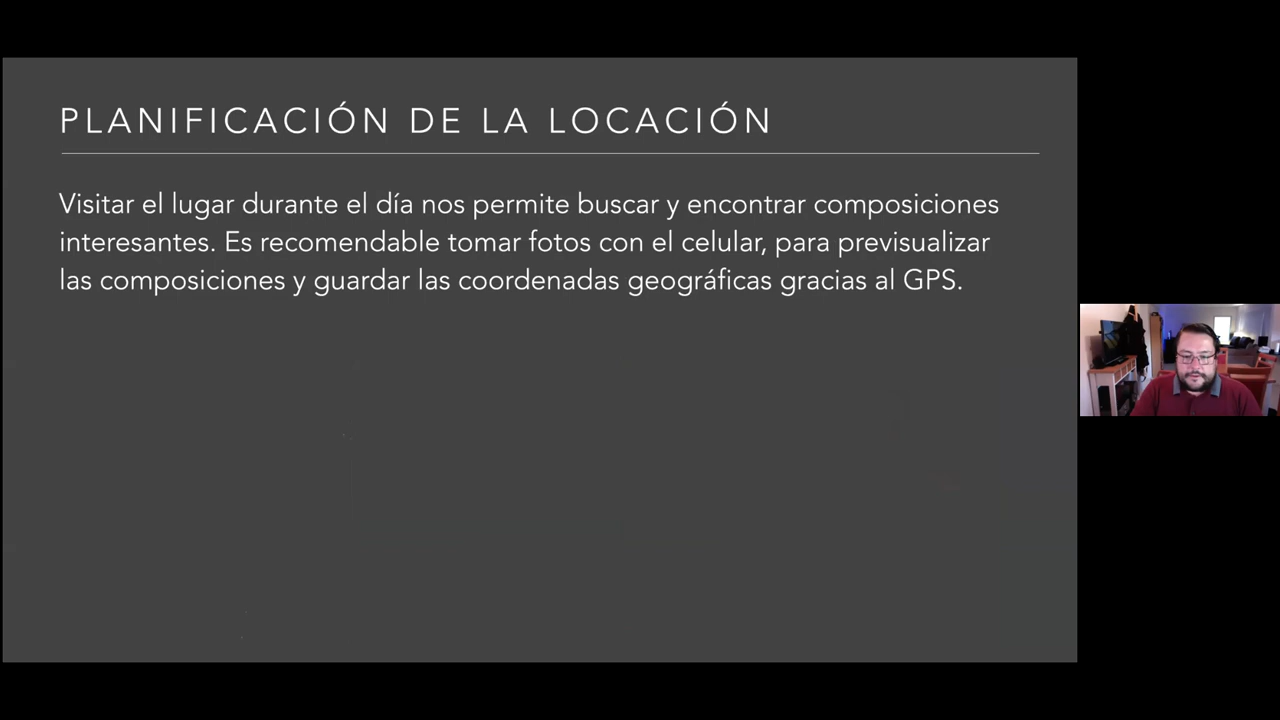 PLANIFICACIÓN DE LA LOCACIÓN
Visitar el lugar durante el día nos permite buscar y encontrar composiciones
interesantes. Es recomendable tomar fotos con el celular, para previsualizar
las composiciones y guardar las coordenadas geográficas gracias al GPS.